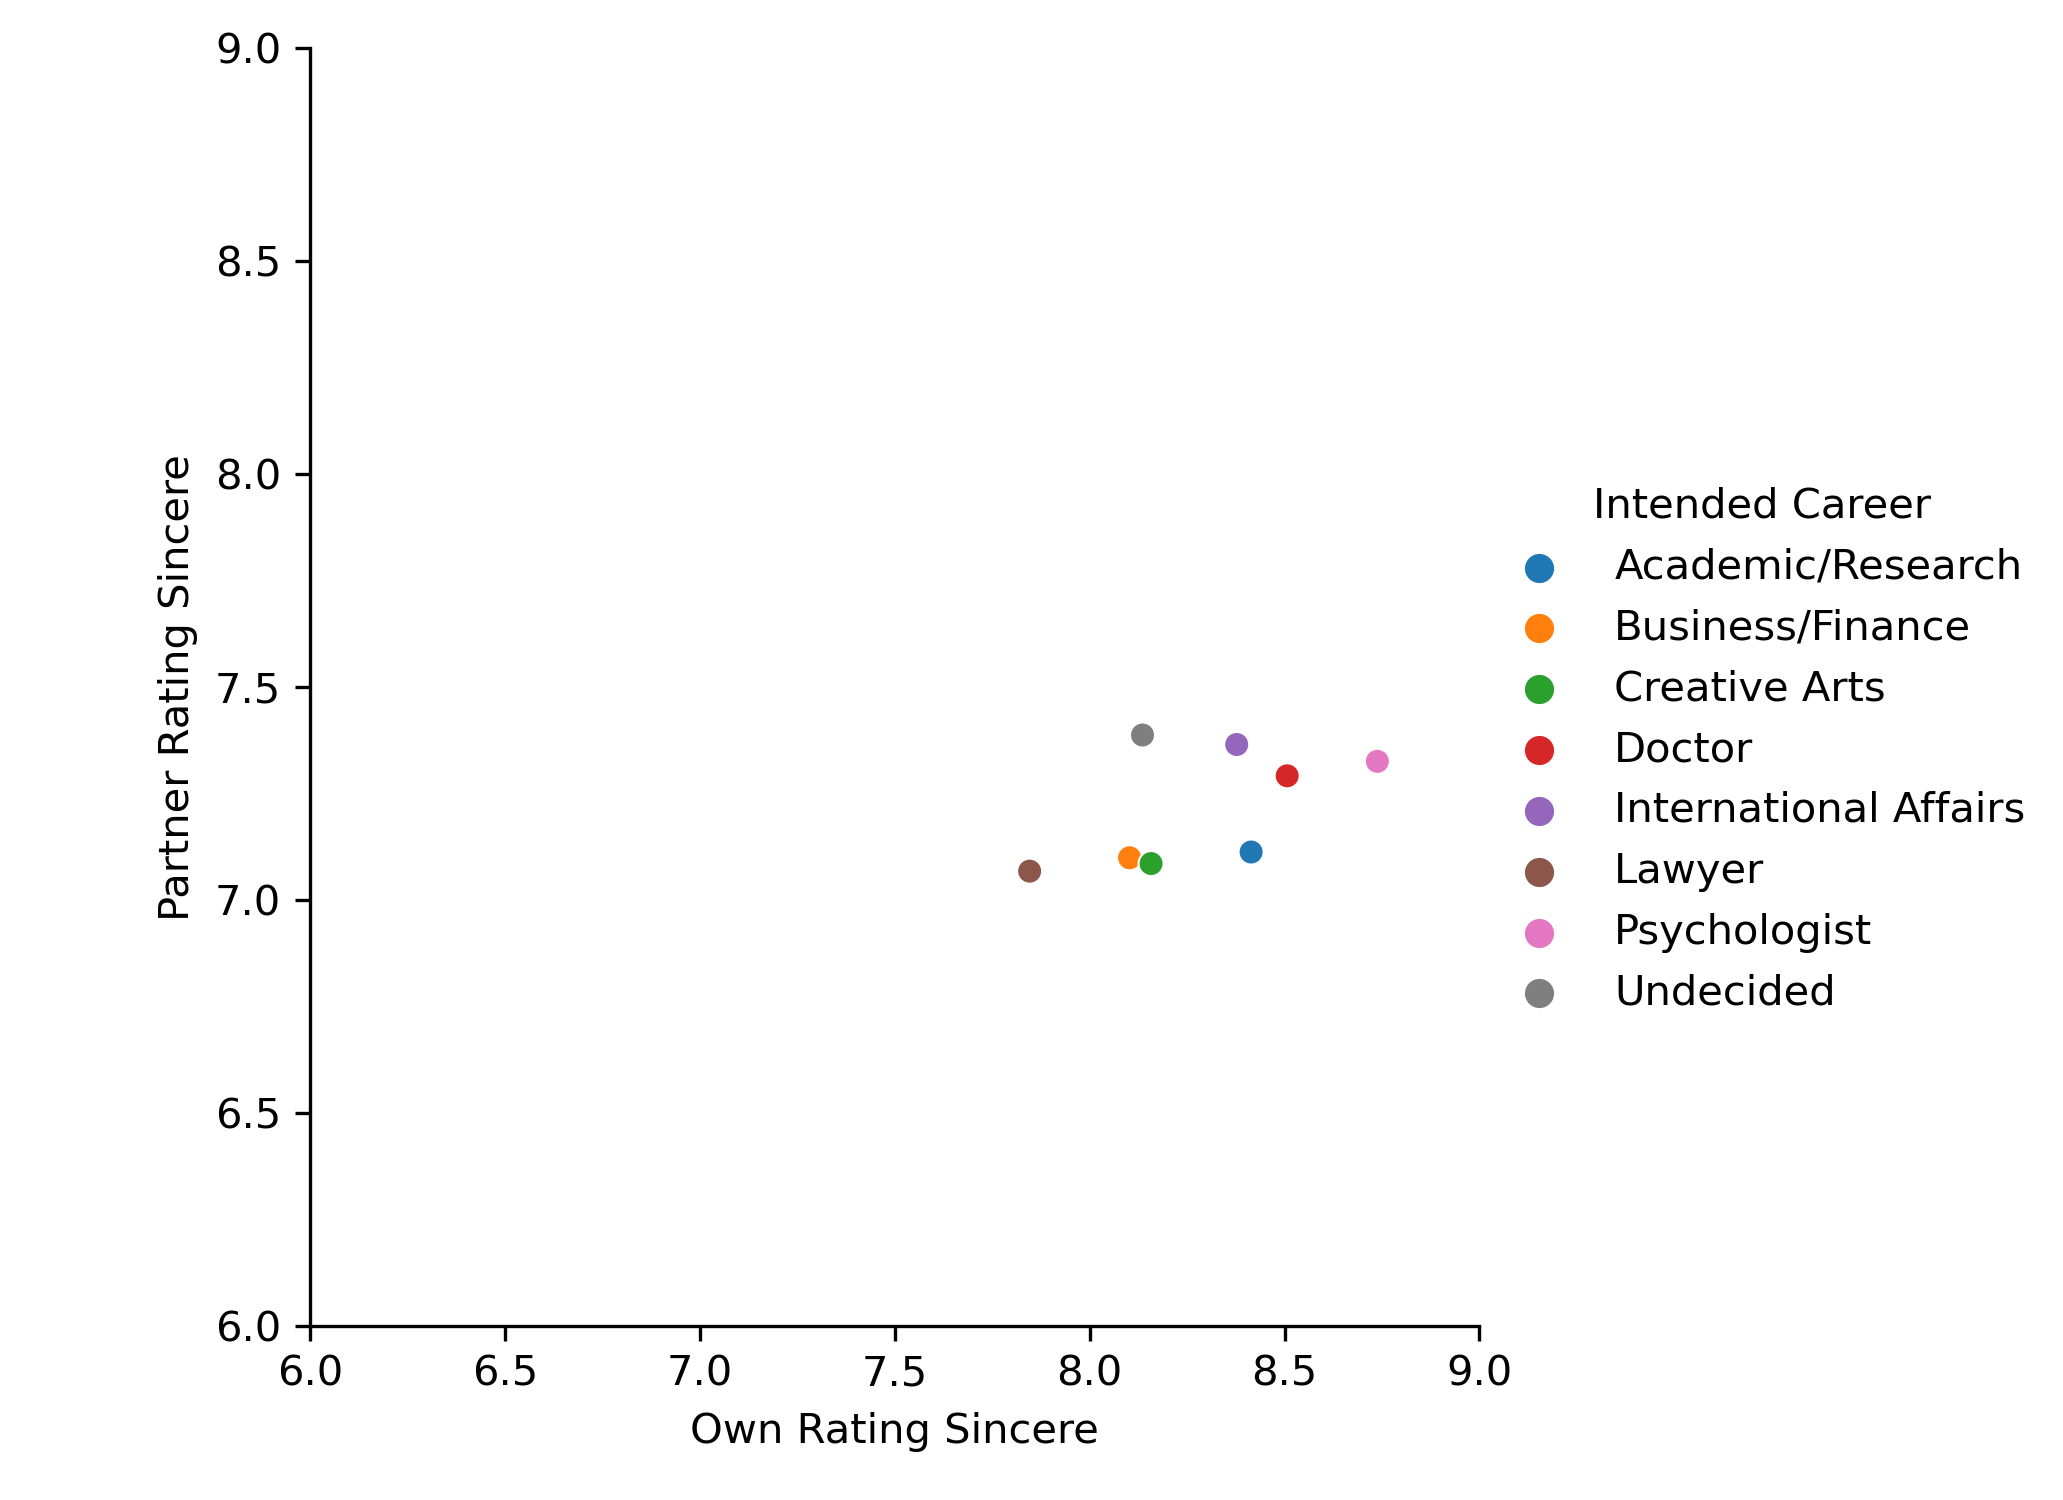 9.0
8.5
8.0
7.5
7.0
6.5
6.0
Partner Rating Sincere
6.0 6.5 7.0 7.5 8.0 8.5 9.0
Own Rating Sincere
Intended Career
Academic/Research
Business/Finance
Creative Arts
Doctor
International Affairs
Lawyer
Psychologist
Undecided